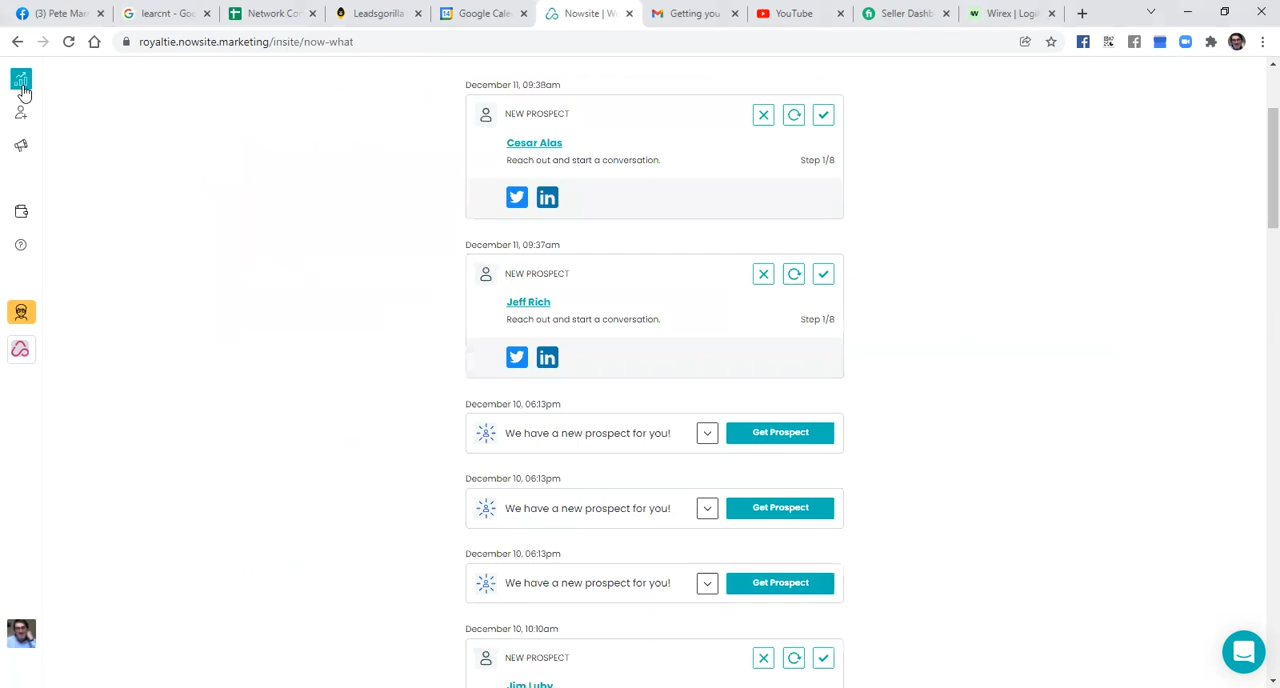 (3) Pete Mar
learcnt - Goo
Network Cor
Leadsgorilla
Google Cale
Nowsite | W
Getting you
YouTube
Seller Dashb
Wirex | Logi
royaltie.nowsite.marketing/insite/now-what
December 11, 09:38am
NEW PROSPECT
Cesar Alas
Reach out and start a conversation.
Step 1/8
December 11, 09:37am
NEW PROSPECT
Jeff Rich
Reach out and start a conversation.
Step 1/8
December 10, 06:13pm
We have a new prospect for you!
Get Prospect
December 10, 06:13pm
We have a new prospect for you!
Get Prospect
December 10, 06:13pm
We have a new prospect for you!
Get Prospect
December 10, 10:10am
NEW PROSPECT
Jim Luby